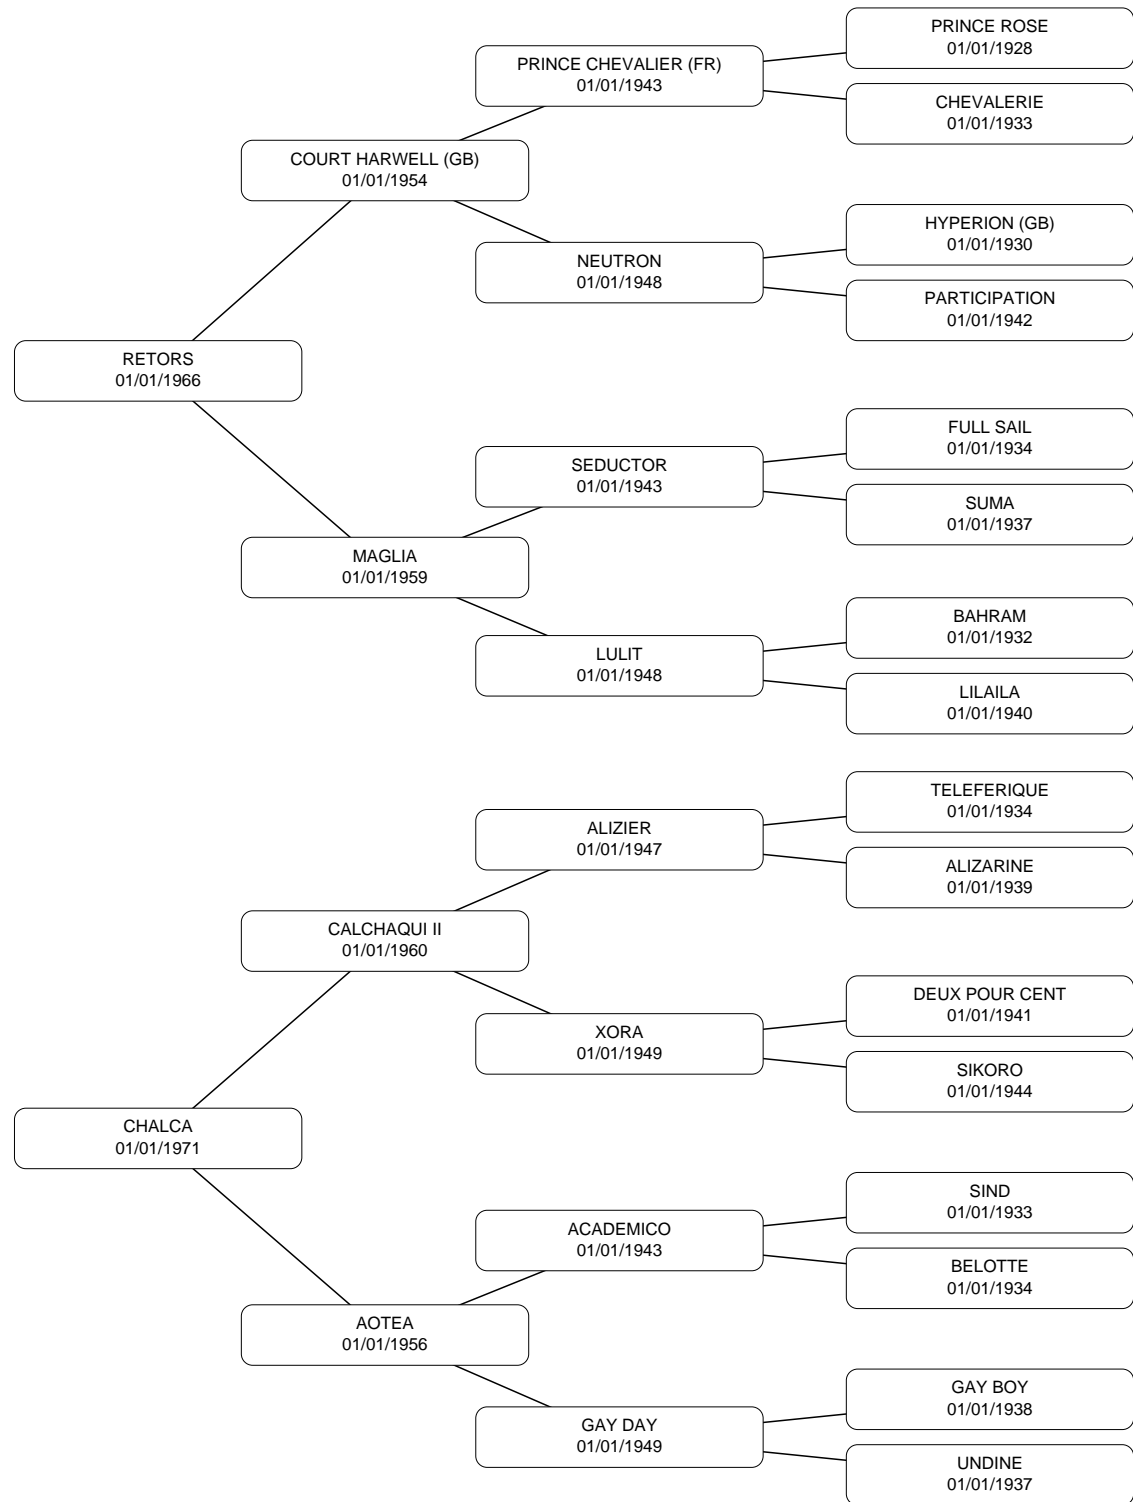 PRINCE ROSE
01/01/1928
PRINCE CHEVALIER (FR)
01/01/1943
CHEVALERIE
01/01/1933
COURT HARWELL (GB)
01/01/1954
HYPERION (GB)
01/01/1930
NEUTRON
01/01/1948
PARTICIPATION
01/01/1942
RETORS
01/01/1966
FULL SAIL
01/01/1934
SEDUCTOR
01/01/1943
SUMA
01/01/1937
MAGLIA
01/01/1959
BAHRAM
01/01/1932
LULIT
01/01/1948
LILAILA
01/01/1940
TELEFERIQUE
01/01/1934
ALIZIER
01/01/1947
ALIZARINE
01/01/1939
CALCHAQUI II
01/01/1960
DEUX POUR CENT
01/01/1941
XORA
01/01/1949
SIKORO
01/01/1944
CHALCA
01/01/1971
SIND
01/01/1933
ACADEMICO
01/01/1943
BELOTTE
01/01/1934
AOTEA
01/01/1956
GAY BOY
01/01/1938
GAY DAY
01/01/1949
UNDINE
01/01/1937